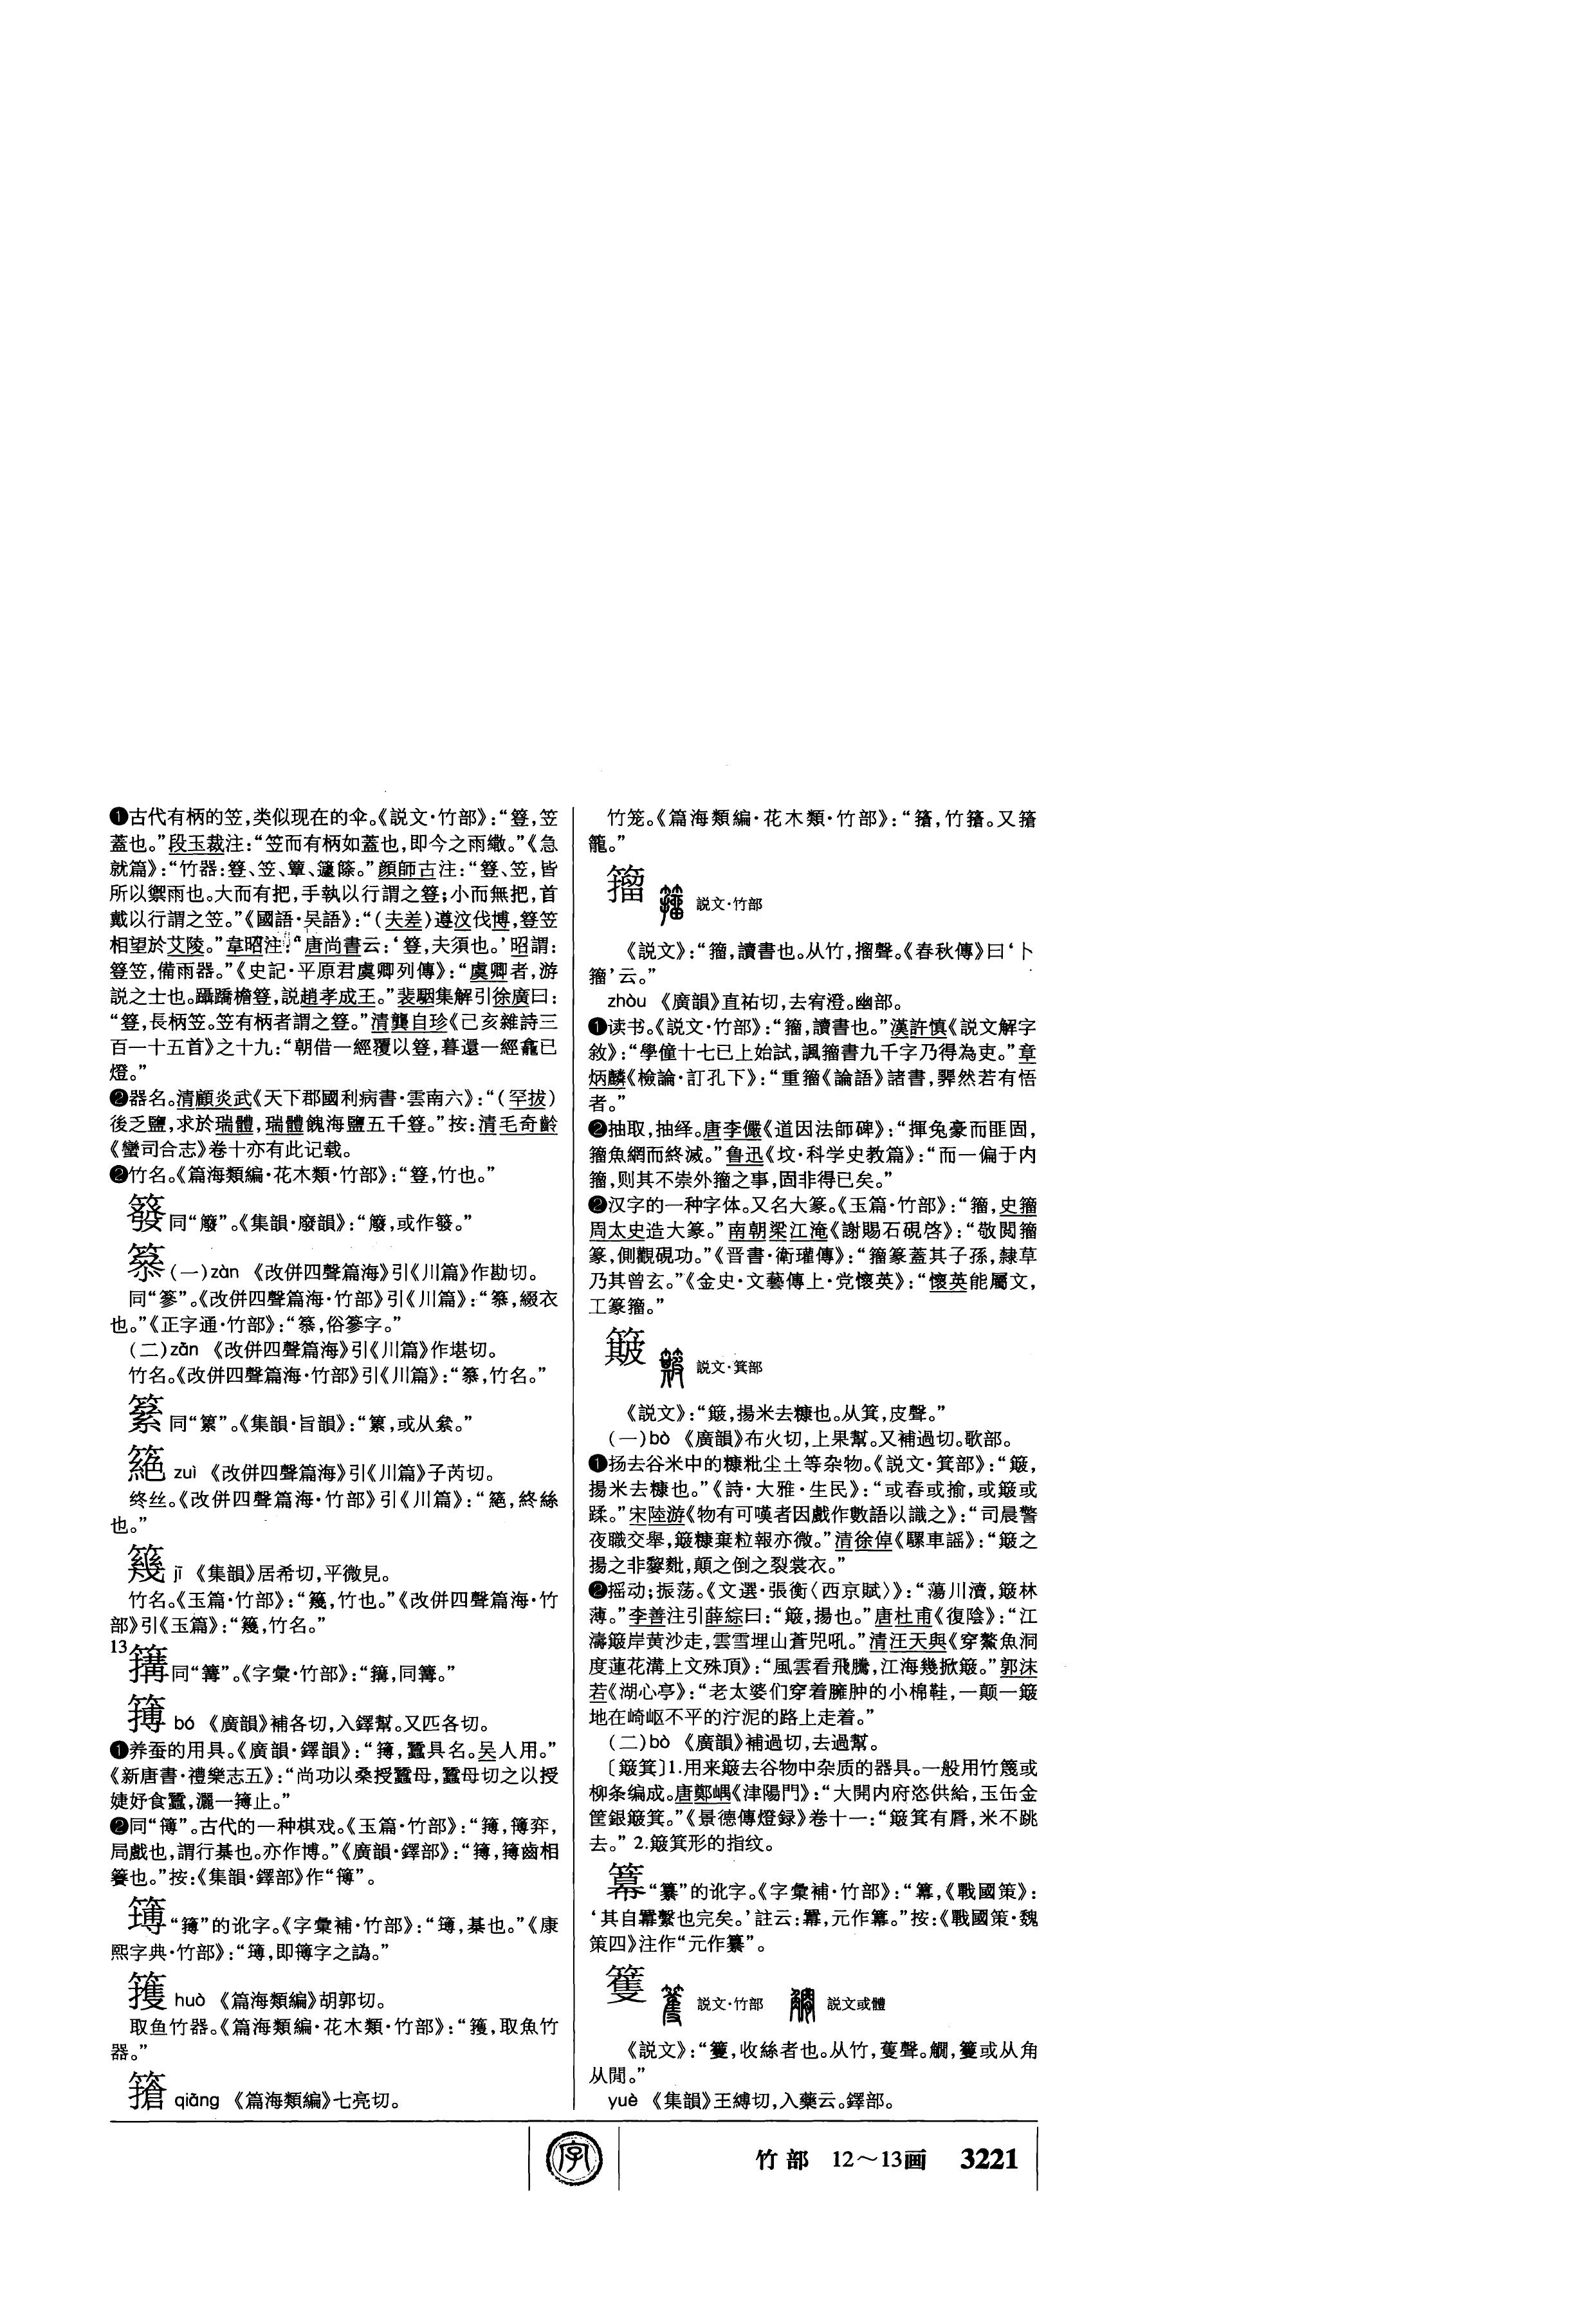 ❶古代有柄的笠,类似现在的伞。《説文·竹部》:“簦,笠
蓋也。”段玉裁注:“笠而有柄如蓋也,即今之雨繖。”《急
就篇》:“竹器:簦、笠、簟、籧篨。”顔師古注:“簦、笠,皆
所以禦雨也。大而有把,手執以行謂之簦;小而無把,首
戴以行謂之笠。”《國語·吴語》:“(夫差)遵汶伐博,簦笠
相望於艾陵。”韋昭注:“唐尚書云:‘簦,夫須也。’昭謂:
簦笠,備雨器。”《史記·平原君虞卿列傳》:“虞卿者,游
説之士也。躡蹻檐簦,説趙孝成王。”裴駰集解引徐廣曰:
“簦,長柄笠。笠有柄者謂之簦。”清龔自珍《己亥雜詩三
百一十五首》之十九:“朝借一經覆以簦,暮還一經龕已
燈。”
❷器名。清顧炎武《天下郡國利病書·雲南六》:“(罕拔)
後乏鹽,求於瑞體,瑞體餽海鹽五千簦。”按:清毛奇齡
《蠻司合志》卷十亦有此记载。
❷竹名。《篇海類編·花木類·竹部》:“簦,竹也。”
同“䉬”。《集韻·廢韻》:“或作
(一)zàn 《改併四聲篇海》引《川篇》作勘切。
同“篸”。《改併四聲篇海·竹部》引《川篇》:“綴衣
也。”《正字通·竹部》:“俗篸字。”
(二)zǎn 《改併四聲篇海》引《川篇》作堪切。
竹名。《改併四聲篇海·竹部》引《川篇》:“竹名。”
同“《集韻·旨韻》:“或从絫。”
zuì 《改併四聲篇海》引《川篇》子芮切。
终丝。《改併四聲篇海·竹部》引《川篇》:“終絲
也。”
jī 《集韻》居希切,平微見。
竹名。《玉篇·竹部》:“竹也。”《改併四聲篇海·竹
部》引《玉篇》:“竹名。”
13
同“篝”。《字彙·竹部》:“同篝。”
簙 bó 《廣韻》補各切,入鐸幫。又匹各切。
❶养蚕的用具。《廣韻·鐸韻》:“蠶具名。吴人用。”
《新唐書·禮樂志五》:“尚功以桑授蠶母,蠶母切之以授
婕妤食蠶,灑一簙止。”
❷同“簙”。古代的一种棋戏。《玉篇·竹部》:“簙弈,
局戲也,謂行棊也。亦作博。”《廣韻·鐸部》:“相
簺也。”按:《集韻·鐸部》作“簙”。
“簙”的讹字。《字彙補·竹部》:“棊也。”《康
熙字典·竹部》:“即簙字之譌。”
籆 huò 《篇海類編》胡郭切。
取鱼竹器。《篇海類編·花木類·竹部》:“取魚竹
器。”
qiǎng 《篇海類編》七亮切。
竹笼。《篇海類編·花木類·竹部》:“又
籠。”
籀 説文·竹部
《説文》:“籀,讀書也。从竹,㩅聲。《春秋傳》曰‘卜
籀’云。”
zhòu 《廣韻》直祐切,去宥澄。幽部。
❶读书。《説文·竹部》:“籀,讀書也。”漢許慎《説文解字
敘》:“學僮十七已上始試,諷籀書九千字乃得為吏。”章
炳麟《檢論·訂孔下》:“重籀《論語》諸書,臩然若有悟
者。”
❷抽取,抽绎。唐李儼《道因法師碑》:“揮兔豪而匪固,
籀魚網而終滅。”鲁迅《坟·科学史教篇》:“而一偏于内
籀,则其不崇外籀之事,固非得已矣。”
❷汉字的一种字体。又名大篆。《玉篇·竹部》:“籀,史籀
周太史造大篆。”南朝梁江淹《謝賜石硯啓》:“敬閲籀
篆,側觀硯功。”《晋書·衛瓘傳》:“籀篆蓋其子孫,隸草
乃其曾玄。”《金史·文藝傳上·党懷英》:“懷英能屬文,
工篆籀。”
簸 説文·箕部
《説文》:“簸,揚米去糠也。从箕,皮聲。”
(一)bò 《廣韻》布火切,上果幫。又補過切。歌部。
❶扬去谷米中的糠秕尘土等杂物。《説文·箕部》:“簸,
揚米去糠也。”《詩·大雅·生民》:“或舂或揄,或簸或
蹂。”宋陸游《物有可嘆者因戲作數語以識之》:“司晨警
夜職交舉,簸糠棄粒報亦微。”清徐倬《騾車謡》:“簸之
揚之非䵩䴢,顛之倒之裂裳衣。”
❷摇动;振荡。《文選·張衡〈西京賦〉》:“蕩川瀆,簸林
薄。”李善注引薛綜曰:“簸,揚也。”唐杜甫《復陰》:“江
濤簸岸黄沙走,雲雪埋山蒼兕吼。”清汪天與《穿鰲魚洞
度蓮花溝上文殊頂》:“風雲看飛騰,江海幾掀簸。”郭沫
若《湖心亭》:“老太婆们穿着臃肿的小棉鞋,一颠一簸
地在崎岖不平的泞泥的路上走着。”
(二)bò 《廣韻》補過切,去過幫。
〔簸箕〕1.用来簸去谷物中杂质的器具。一般用竹篾或
柳条编成。唐鄭嵎《津陽門》:“大開内府恣供給,玉缶金
筐銀簸箕。”《景德傳燈録》卷十一:“簸箕有唇,米不跳
去。” 2.簸箕形的指纹。
“纂”的讹字。《字彙補·竹部》:“《戰國策》:
‘其自纂繫也完矣。’註云:元作按:《戰國策·魏
策四》注作“元作纂”。
籆 説文·竹部 説文或體
《説文》:“籆,收絲者也。从竹,蒦聲。䌰,籆或从角
从閒。”
yuè 《集韻》王縛切,入藥云。鐸部。
字
竹部 12～13画 3221